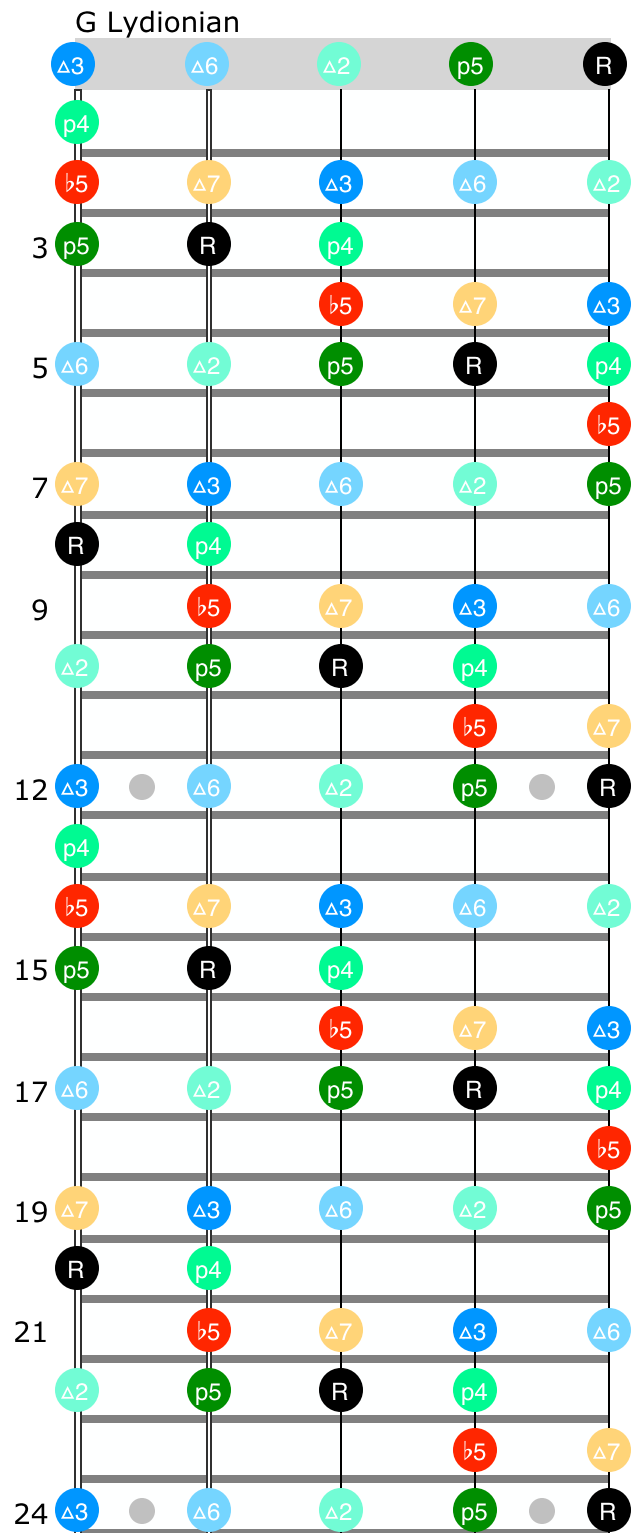 G Lydionian
△3 △6 △2 p5 R
p4
♭5 △7 △3 △6 △2
3 p5 R p4
♭5 △7 △3
5 △6 △2 p5 R p4
♭5
7 △7 △3 △6 △2 p5
R p4
9 ♭5 △7 △3 △6
△2 p5 R p4
♭5 △7
12 △3 △6 △2 p5 R
p4
♭5 △7 △3 △6 △2
15 p5 R p4
♭5 △7 △3
17 △6 △2 p5 R p4
♭5
19 △7 △3 △6 △2 p5
R p4
21 ♭5 △7 △3 △6
△2 p5 R p4
♭5 △7
24 △3 △6 △2 p5 R